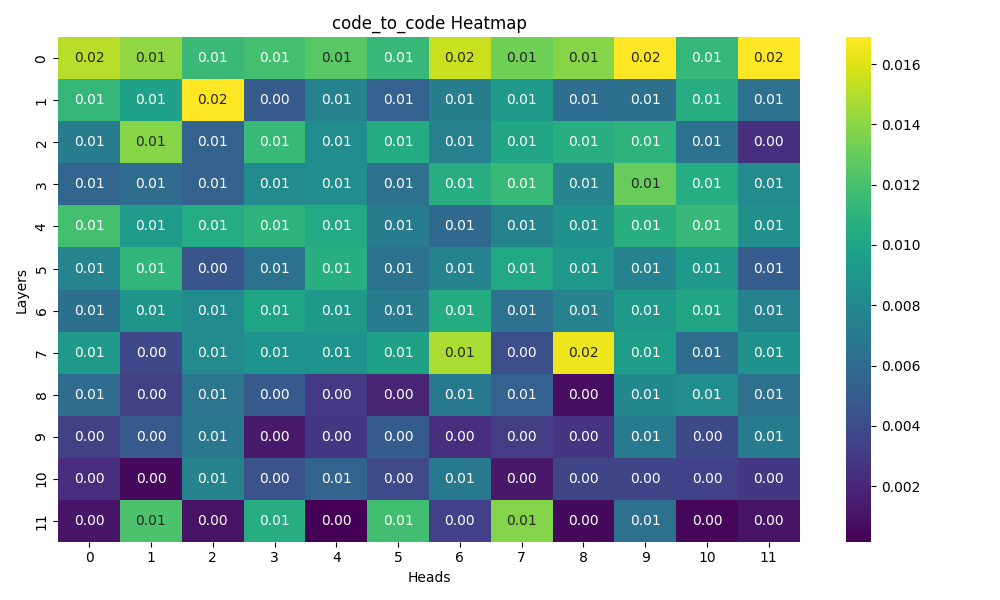 code_to_code Heatmap
0 0.02 0.01 0.01 0.01 0.01 0.01 0.02 0.01 0.01 0.02 0.01 0.02
1 0.01 0.01 0.02 0.00 0.01 0.01 0.01 0.01 0.01 0.01 0.01 0.01
2 0.01 0.01 0.01 0.01 0.01 0.01 0.01 0.01 0.01 0.01 0.01 0.00
3 0.01 0.01 0.01 0.01 0.01 0.01 0.01 0.01 0.01 0.01 0.01 0.01
4 0.01 0.01 0.01 0.01 0.01 0.01 0.01 0.01 0.01 0.01 0.01 0.01
5 0.01 0.01 0.00 0.01 0.01 0.01 0.01 0.01 0.01 0.01 0.01 0.01
6 0.01 0.01 0.01 0.01 0.01 0.01 0.01 0.01 0.01 0.01 0.01 0.01
7 0.01 0.00 0.01 0.01 0.01 0.01 0.01 0.00 0.02 0.01 0.01 0.01
8 0.01 0.00 0.01 0.00 0.00 0.00 0.01 0.01 0.00 0.01 0.01 0.01
9 0.00 0.00 0.01 0.00 0.00 0.00 0.00 0.00 0.00 0.01 0.00 0.01
10 0.00 0.00 0.01 0.00 0.01 0.00 0.01 0.00 0.00 0.00 0.00 0.00
11 0.00 0.01 0.00 0.01 0.00 0.01 0.00 0.01 0.00 0.01 0.00 0.00
0 1 2 3 4 5 6 7 8 9 10 11
Heads
Layers
0.016
0.014
0.012
0.010
0.008
0.006
0.004
0.002